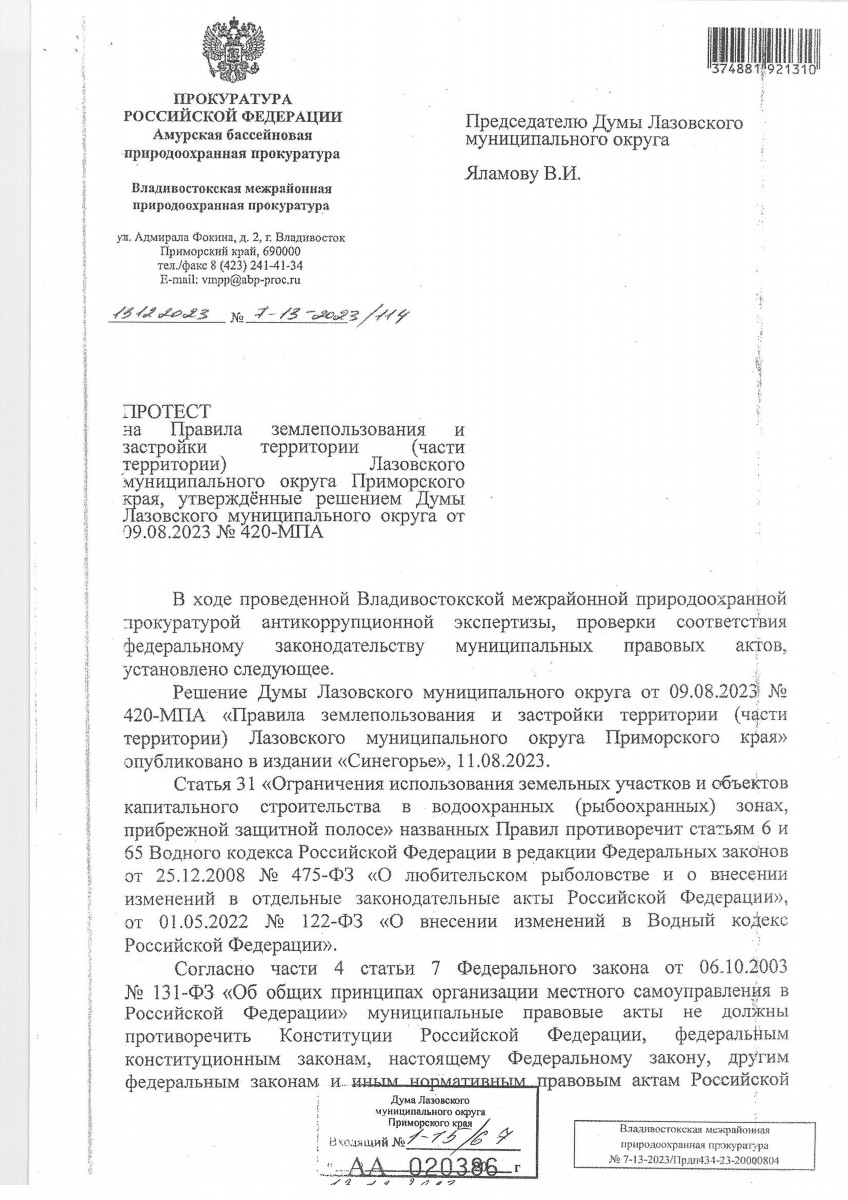 374881 921310
ПРОКУРАТУРА
РОССИЙСКОЙ ФЕДЕРАЦИИ
Амурская бассейновая
природоохранная прокуратура
Владивостокская межрайонная
природоохранная прокуратура
ул. Адмирала Фокина, д. 2, г. Владивосток
Приморский край, 690000
тел./факс 8 (423) 241-41-34
E-mail: vmpp@abp-proc.ru
13122023 № 7-13-2023/114
Председателю Думы Лазовского
муниципального округа
Яламову В.И.
ПРОТЕСТ
на Правила землепользования и
застройки территории (части
территории) Лазовского
муниципального округа Приморского
края, утверждённые решением Думы
Лазовского муниципального округа от
09.08.2023 № 420-МПА
В ходе проведенной Владивостокской межрайонной природоохранной
прокуратурой антикоррупционной экспертизы, проверки соответствия
федеральному законодательству муниципальных правовых актов,
установлено следующее.
Решение Думы Лазовского муниципального округа от 09.08.2023 №
420-МПА «Правила землепользования и застройки территории (части
территории) Лазовского муниципального округа Приморского края»
опубликовано в издании «Синегорье», 11.08.2023.
Статья 31 «Ограничения использования земельных участков и объектов
капитального строительства в водоохранных (рыбоохранных) зонах,
прибрежной защитной полосе» названных Правил противоречит статьям 6 и
65 Водного кодекса Российской Федерации в редакции Федеральных законов
от 25.12.2008 № 475-ФЗ «О любительском рыболовстве и о внесении
изменений в отдельные законодательные акты Российской Федерации»,
от 01.05.2022 № 122-ФЗ «О внесении изменений в Водный кодекс
Российской Федерации».
Согласно части 4 статьи 7 Федерального закона от 06.10.2003
№ 131-ФЗ «Об общих принципах организации местного самоуправления в
Российской Федерации» муниципальные правовые акты не должны
противоречить Конституции Российской Федерации, федеральным
конституционным законам, настоящему Федеральному закону, другим
федеральным законам и иным нормативным правовым актам Российской
Дума Лазовского
муниципального округа
Приморского края
Входящий № 1-15/67
АА 020386 г
Владивостокская межрайонная
природоохранная прокуратура
№ 7-13-2023/Прдп434-23-20000804